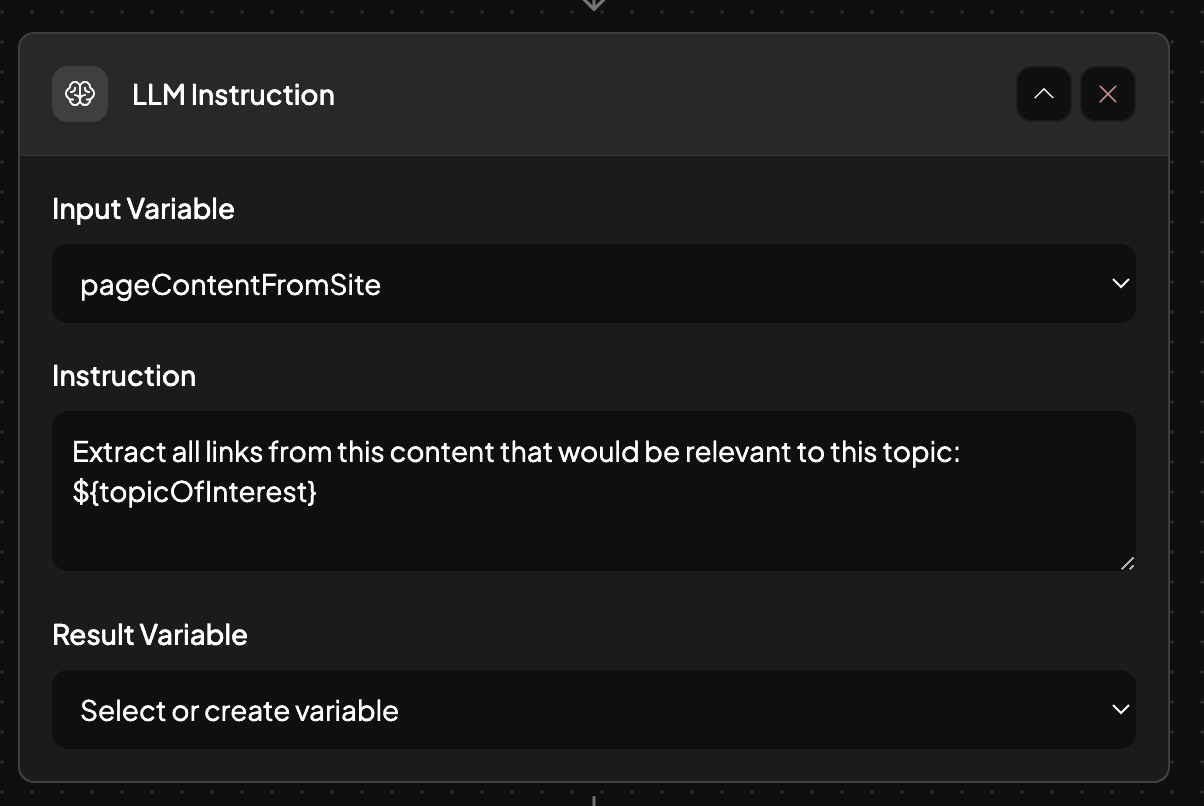 LLM Instruction
Input Variable
pageContentFromSite
Instruction
Extract all links from this content that would be relevant to this topic:
${topicOfInterest}
Result Variable
Select or create variable